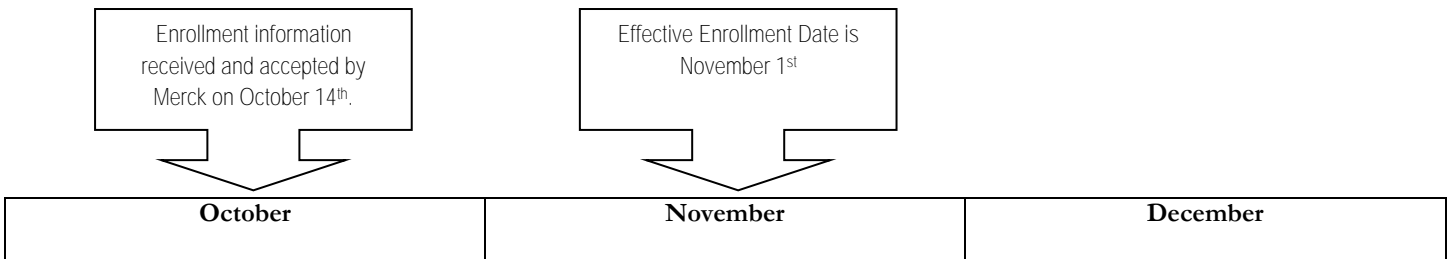 Enrollment information
received and accepted by
Merck on October 14th.
Effective Enrollment Date is
November 1st
October
November
December